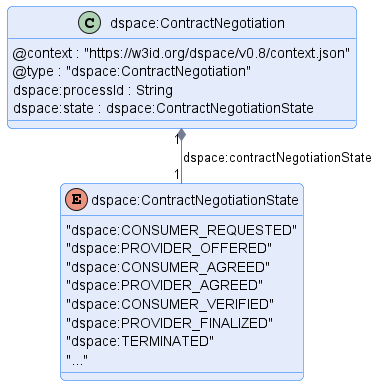 C dspace:ContractNegotiation
@context : "https://w3id.org/dspace/v0.8/context.json"
@type : "dspace:ContractNegotiation"
dspace:processId : String
dspace:state : dspace:ContractNegotiationState
1
dspace:contractNegotiationState
1
E dspace:ContractNegotiationState
"dspace:CONSUMER_REQUESTED"
"dspace:PROVIDER_OFFERED"
"dspace:CONSUMER_AGREED"
"dspace:PROVIDER_AGREED"
"dspace:CONSUMER_VERIFIED"
"dspace:PROVIDER_FINALIZED"
"dspace:TERMINATED"
"..."